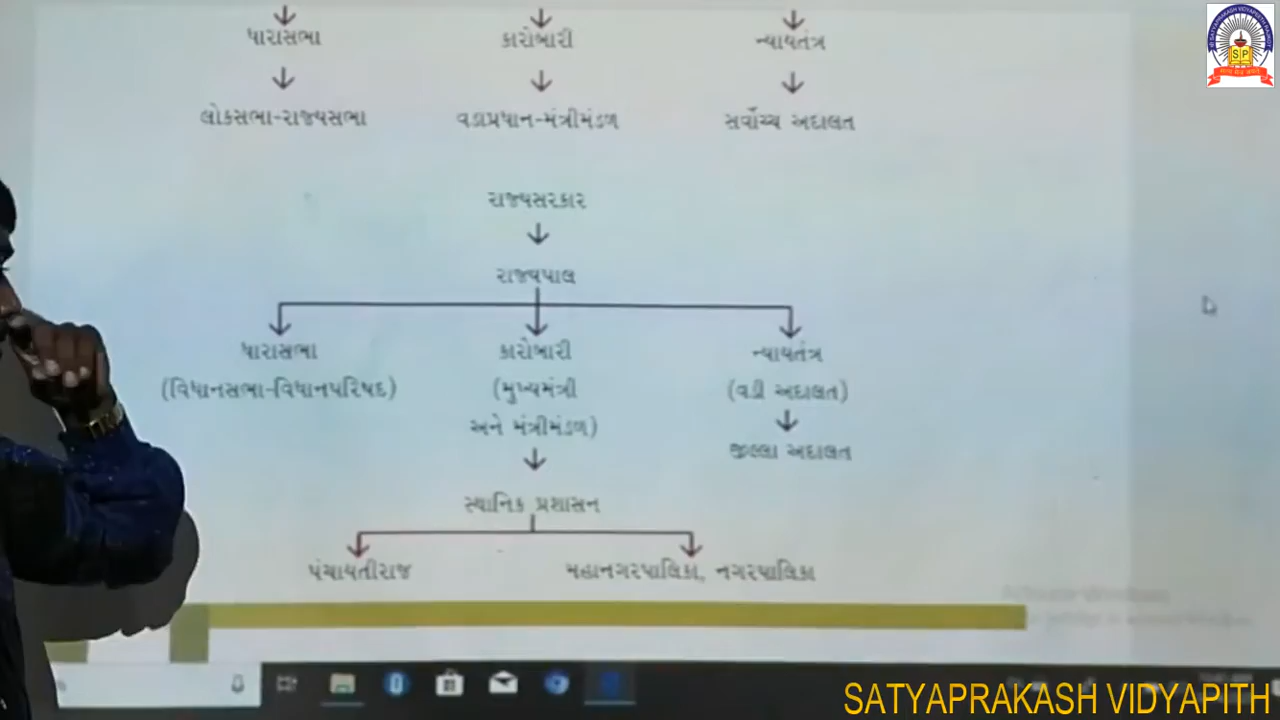 ધારાસભા કારોબારી ન્યાયતંત્ર
લોકસભા-રાજ્યસભા વડાપ્રધાન-મંત્રીમંડળ સર્વોચ્ચ અદાલત
રાજ્યસરકાર
રાજ્યપાલ
ધારાસભા કારોબારી ન્યાયતંત્ર
(વિધાનસભા-વિધાનપરિષદ) (મુખ્યમંત્રી (વડી અદાલત)
અને મંત્રીમંડળ) જીલ્લા અદાલત
સ્થાનિક પ્રશાસન
પંચાયતીરાજ મહાનગરપાલિકા, નગરપાલિકા
SP
SATYAPRAKASH VIDYAPITH